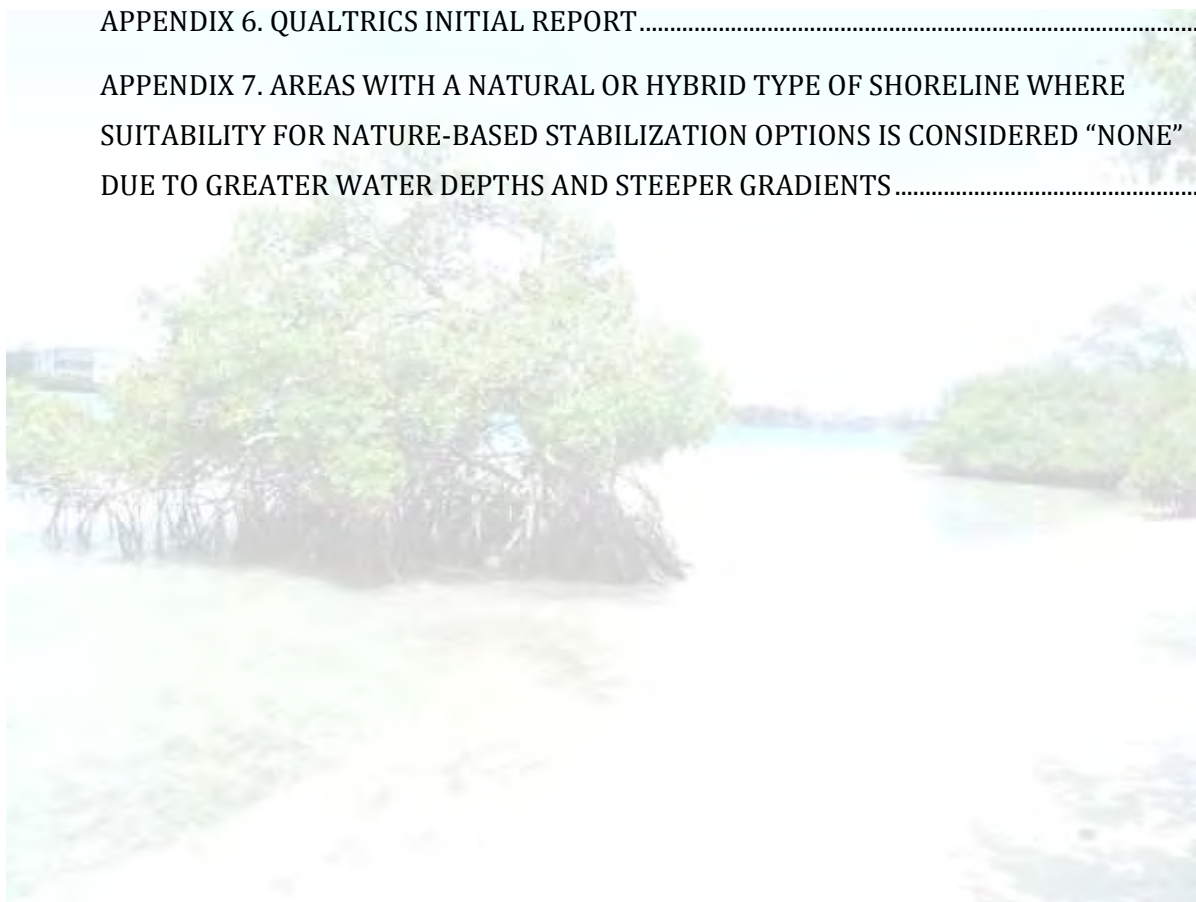 APPENDIX 6. QUALTRICS INITIAL REPORT........................................................................................................................
APPENDIX 7. AREAS WITH A NATURAL OR HYBRID TYPE OF SHORELINE WHERE
SUITABILITY FOR NATURE-BASED STABILIZATION OPTIONS IS CONSIDERED “NONE”
DUE TO GREATER WATER DEPTHS AND STEEPER GRADIENTS................................................................